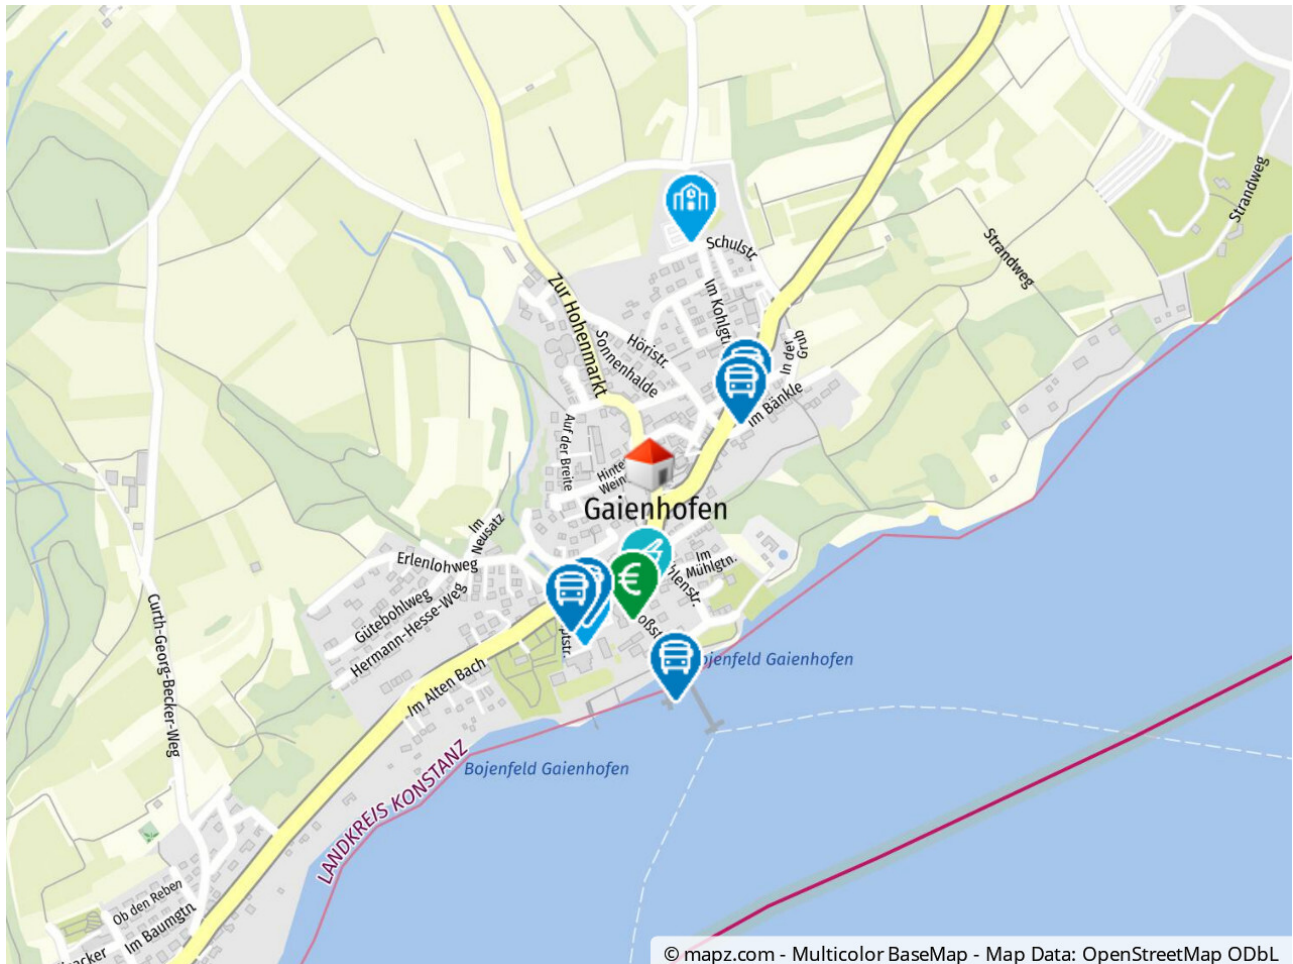 Strandweg
Schulstr.
Strandweg
Zur Hohenmarkt
Im Kohlgtn.
Höristr.
Sonnenhalde
In der
Grub
Im Bänkle
Auf der Breite
Gaienhofen
Im
Neusatz
Erlenlohweg
Im
Mühlgtn.
Gütebohlweg
Hermann-Hesse-Weg
€
Curth-Georg-Becker-Weg
Bojenfeld Gaienhofen
Im Alten Bach
Bojenfeld Gaienhofen
LANDKREIS KONSTANZ
Ob den Reben
Im Baumgtn.
© mapz.com - Multicolor BaseMap - Map Data: OpenStreetMap ODbL